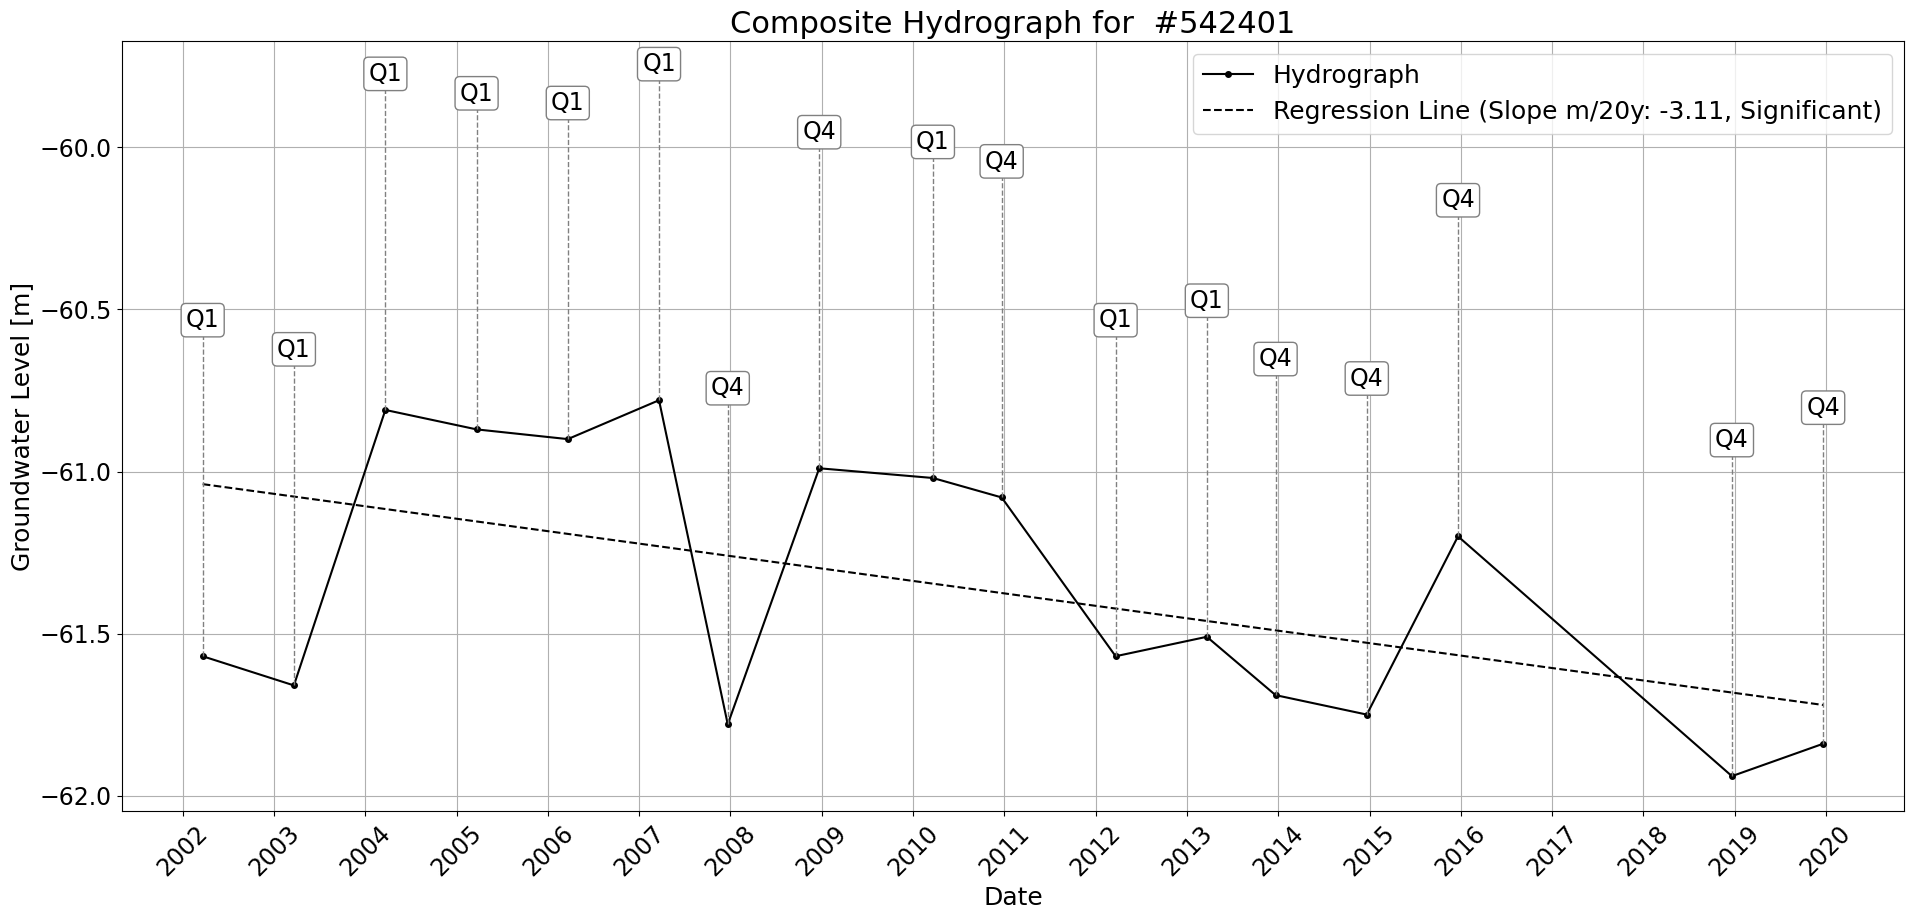 Composite Hydrograph for  #542401
Hydrograph
Regression Line (Slope m/20y: -3.11, Significant)
Q1
Q1
Q1
Q1
Q1
Q1
Q4
Q4
Q1
Q4
Q1
Q1
Q4
Q4
Q4
Q4
Q4
Groundwater Level [m]
−60.0
−60.5
−61.0
−61.5
−62.0
2002
2003
2004
2005
2006
2007
2008
2009
2010
2011
2012
2013
2014
2015
2016
2017
2018
2019
2020
Date